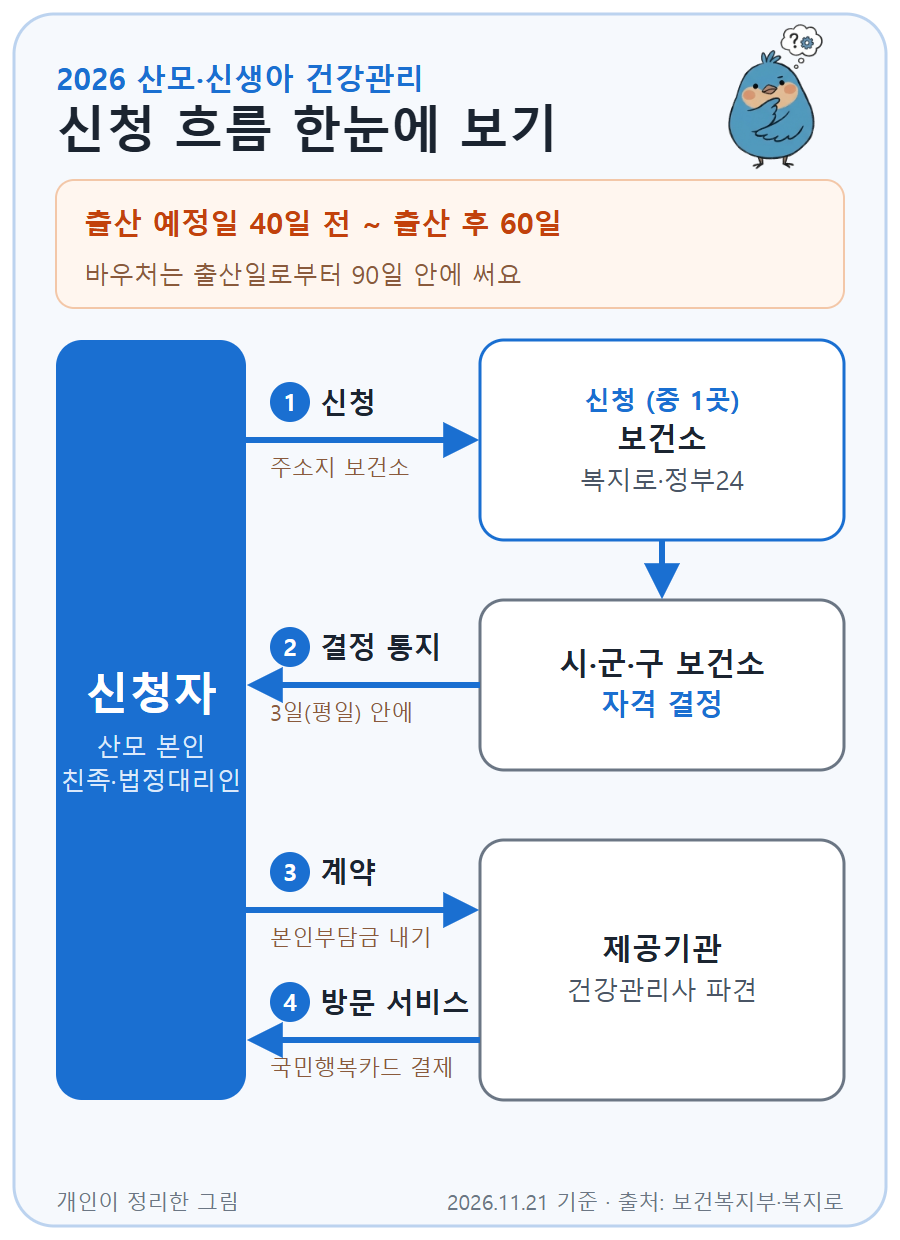 2026 산모·신생아 건강관리
신청 흐름 한눈에 보기
?
출산 예정일 40일 전 ~ 출산 후 60일
바우처는 출산일로부터 90일 안에 써요
신청자
산모 본인
친족·법정대리인
1 신청
주소지 보건소
신청 (중 1곳)
보건소
복지로·정부24
2 결정 통지
3일(평일) 안에
시·군·구 보건소
자격 결정
3 계약
본인부담금 내기
4 방문 서비스
국민행복카드 결제
제공기관
건강관리사 파견
개인이 정리한 그림
2026.11.21 기준 · 출처: 보건복지부·복지로